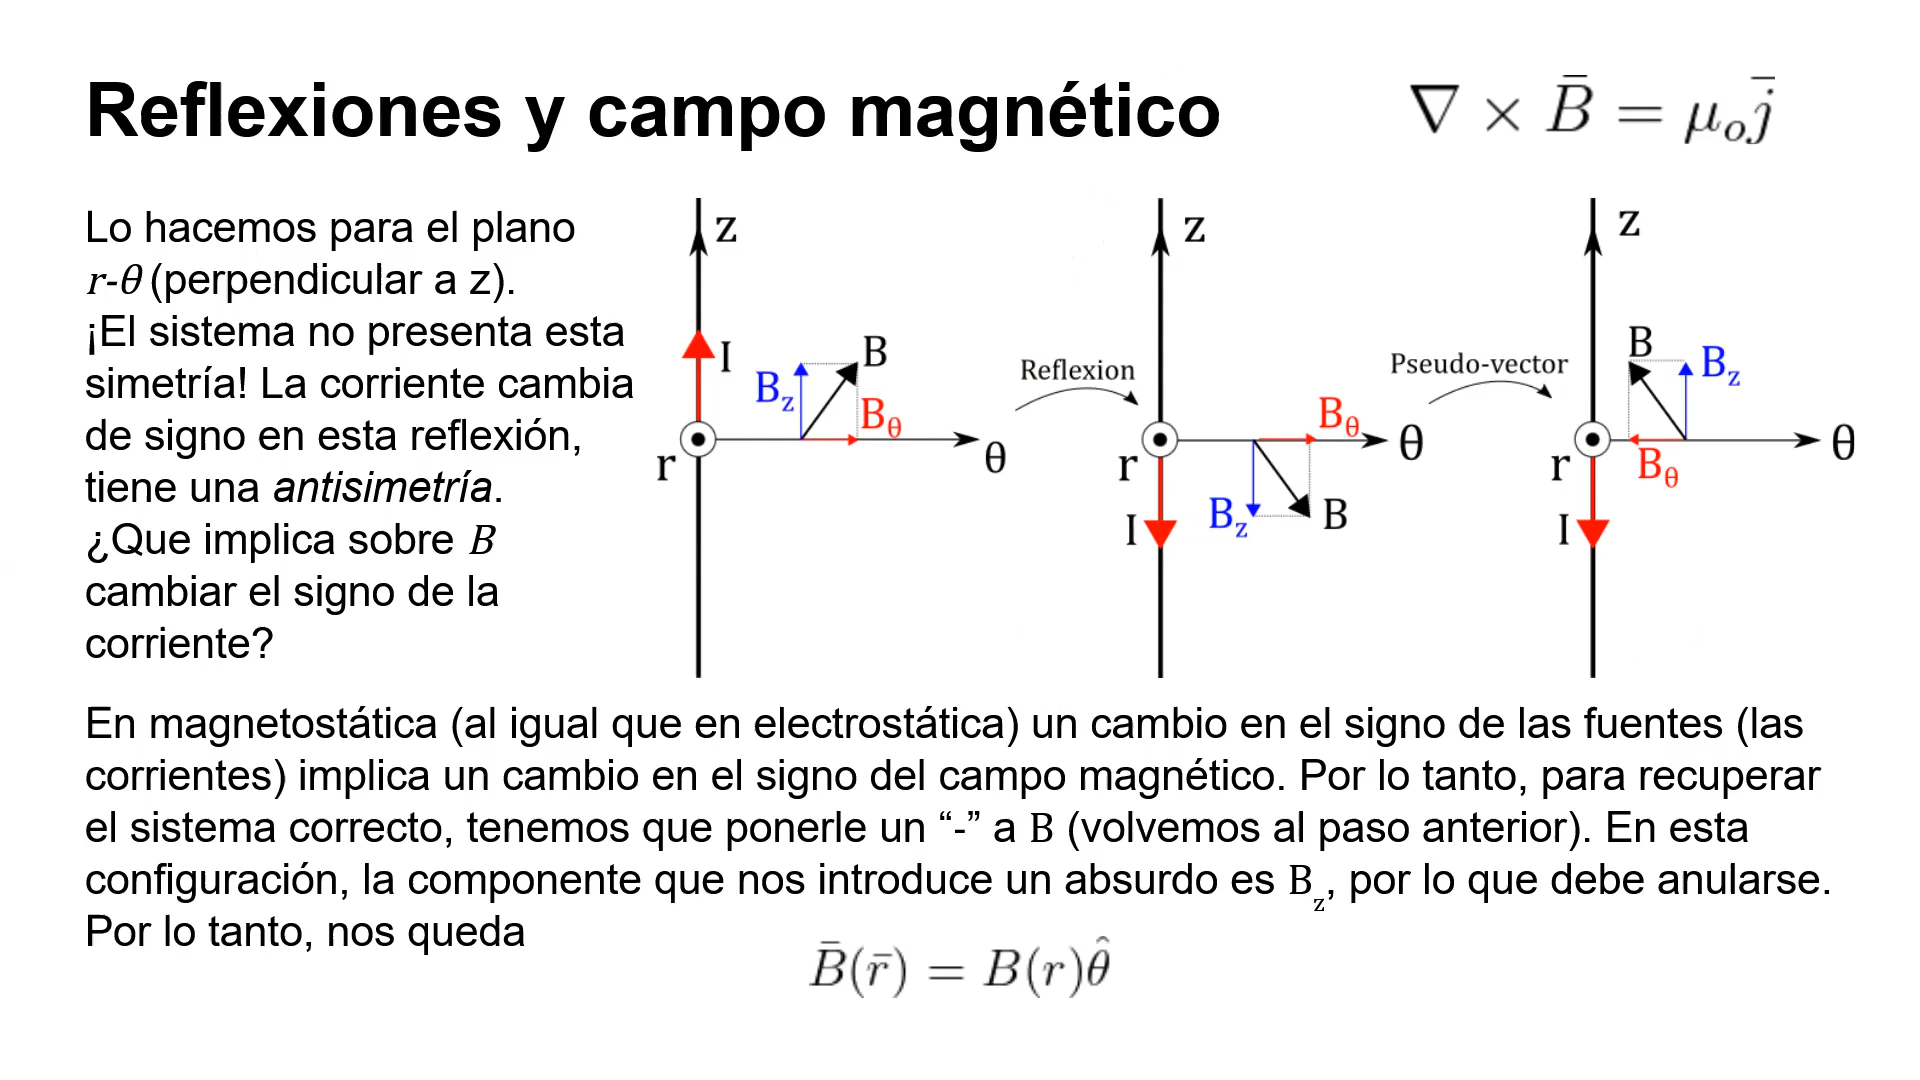 Reflexiones y campo magnético
∇ × B̄ = μₒj̄
Lo hacemos para el plano
r-θ (perpendicular a z).
¡El sistema no presenta esta
simetría! La corriente cambia
de signo en esta reflexión,
tiene una antisimetría.
¿Que implica sobre B
cambiar el signo de la
corriente?
z
I
B
B_z
B_θ
r
θ
Reflexion
z
B_θ
θ
r
I
B_z
B
Pseudo-vector
z
B
B_z
θ
r
B_θ
I
En magnetostática (al igual que en electrostática) un cambio en el signo de las fuentes (las
corrientes) implica un cambio en el signo del campo magnético. Por lo tanto, para recuperar
el sistema correcto, tenemos que ponerle un “-” a B (volvemos al paso anterior). En esta
configuración, la componente que nos introduce un absurdo es B_z, por lo que debe anularse.
Por lo tanto, nos queda
B̄(r̄) = B(r)θ̂